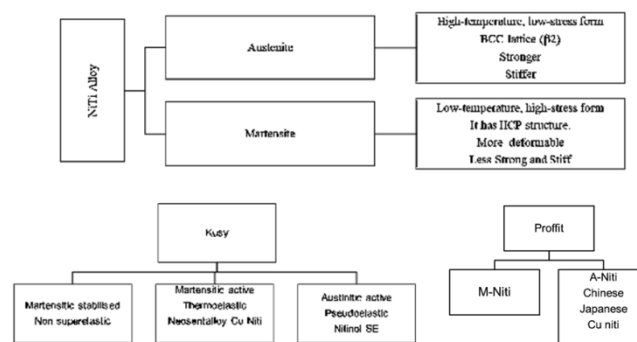 NiTi Alloy
Austenite
High-temperature, low-stress form
BCC lattice (β2)
Stronger
Stiffer
Martensite
Low-temperature, high-stress form
It has HCP structure.
More deformable
Less Strong and Stiff
Kusy
Martensitic stabilised
Non superelastic
Martensitic active
Thermoelastic
Neosentalloy Cu Niti
Austinitic active
Pseudoelastic
Nitinol SE
Proffit
M-Niti
A-Niti
Chinese
Japanese
Cu niti